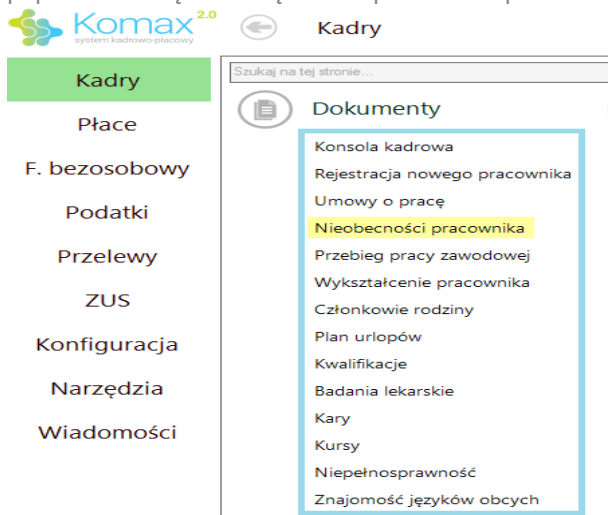 Komax 2.0
system kadrowo-płacowy
Kadry
Kadry
Płace
F. bezosobowy
Podatki
Przelewy
ZUS
Konfiguracja
Narzędzia
Wiadomości
Szukaj na tej stronie...
Dokumenty
Konsola kadrowa
Rejestracja nowego pracownika
Umowy o pracę
Nieobecności pracownika
Przebieg pracy zawodowej
Wykształcenie pracownika
Członkowie rodziny
Plan urlopów
Kwalifikacje
Badania lekarskie
Kary
Kursy
Niepełnosprawność
Znajomość języków obcych